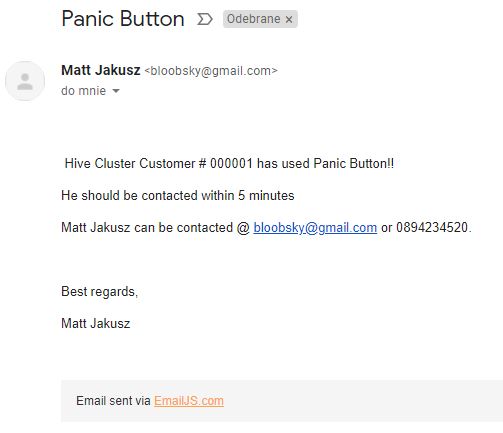 Panic Button
Odebrane ×
Matt Jakusz <bloobsky@gmail.com>
do mnie
Hive Cluster Customer # 000001 has used Panic Button!!
He should be contacted within 5 minutes
Matt Jakusz can be contacted @ bloobsky@gmail.com or 0894234520.
Best regards,
Matt Jakusz
Email sent via EmailJS.com